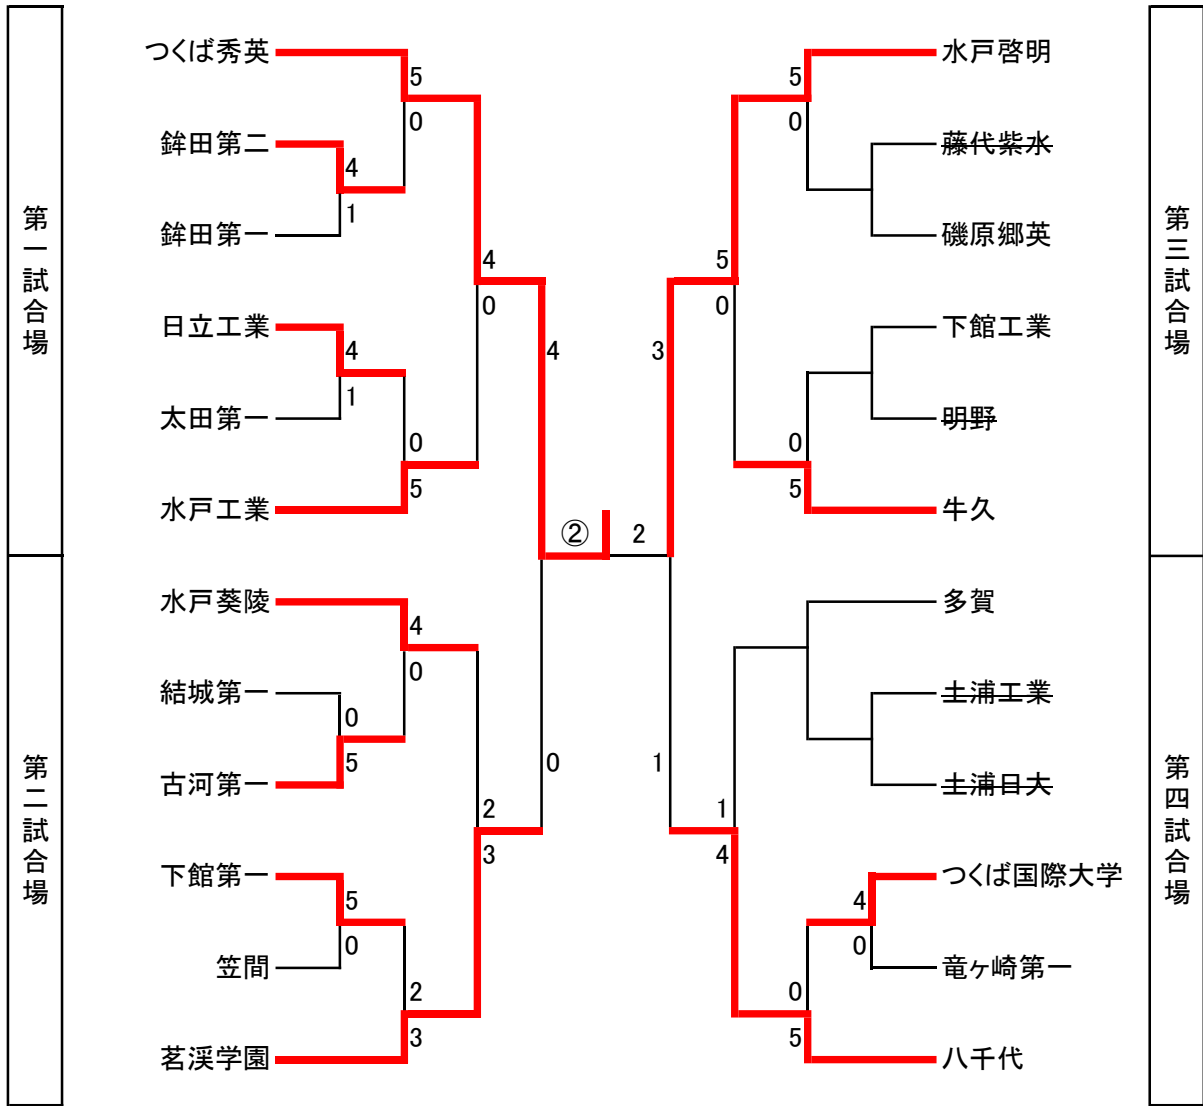 第一試合場
つくば秀英
5
0
鉾田第二
4
1
鉾田第一
4
0
日立工業
4
1
太田第一
0
5
水戸工業
4
②
第二試合場
水戸葵陵
4
0
結城第一
0
5
古河第一
2
3
下館第一
5
0
笠間
2
3
茗渓学園
0
第三試合場
水戸啓明
5
0
藤代紫水
磯原郷英
5
0
下館工業
明野
0
5
牛久
3
2
第四試合場
多賀
土浦工業
土浦日大
1
4
つくば国際大学
4
0
竜ヶ崎第一
0
5
八千代
1